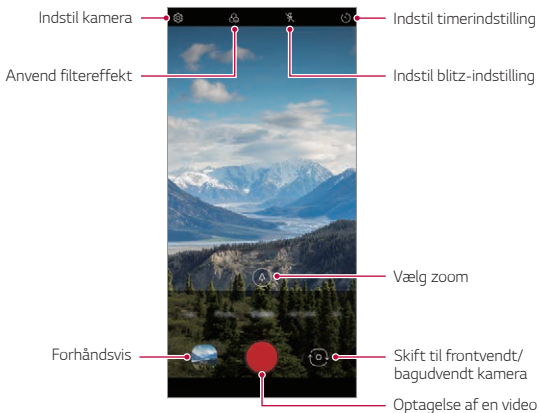 Indstil kamera
Indstil timerindstilling
Anvend filtereffekt
Indstil blitz-indstilling
Vælg zoom
Forhåndsvis
Skift til frontvendt/
bagudvendt kamera
Optagelse af en video